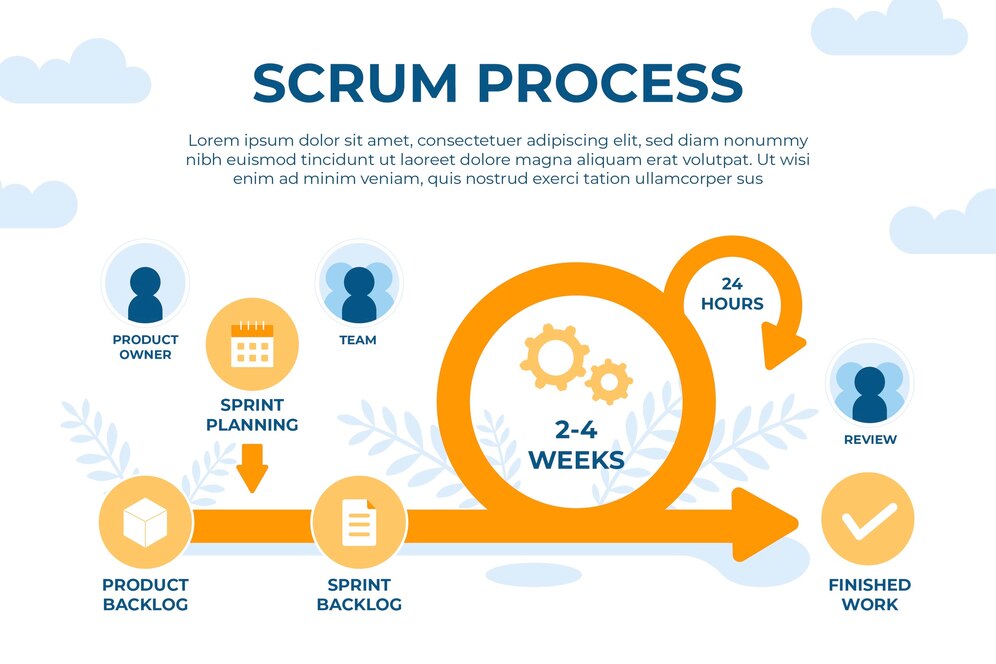 SCRUM PROCESS
Lorem ipsum dolor sit amet, consectetuer adipiscing elit, sed diam nonummy
nibh euismod tincidunt ut laoreet dolore magna aliquam erat volutpat. Ut wisi
enim ad minim veniam, quis nostrud exerci tation ullamcorper sus
PRODUCT
OWNER
SPRINT
PLANNING
TEAM
24
HOURS
2-4
WEEKS
REVIEW
PRODUCT
BACKLOG
SPRINT
BACKLOG
FINISHED
WORK